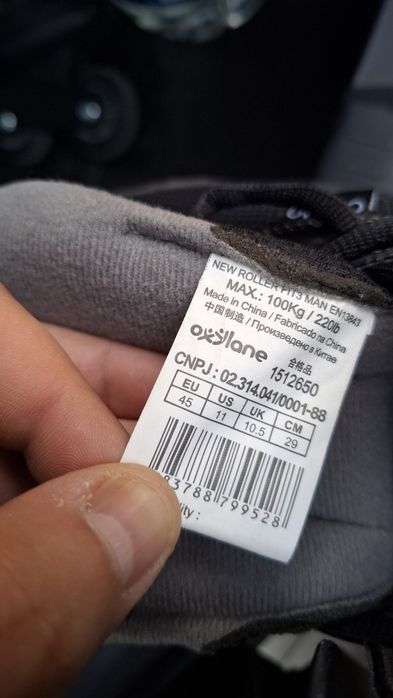 NEW ROLLER FIT3 MAN EN13843
MAX.: 100Kg / 220lb
Made in China / Fabricado na China
中国制造 / Произведено в Китае
oxylane
合格品
1512650
CNPJ : 02.314.041/0001-88
EU US UK CM
45 11 10.5 29
83788 799528